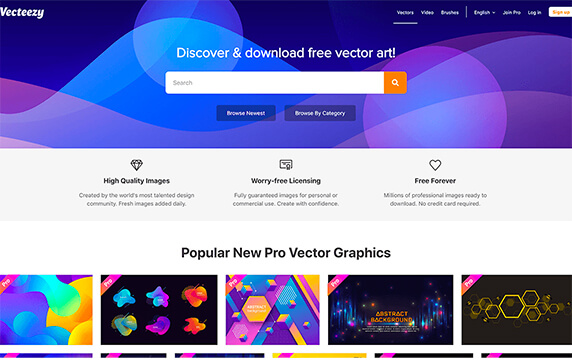 Vecteezy
Vectors Video Brushes English Join Pro Log in Sign up
Discover & download free vector art!
Search
Browse Newest Browse By Category
High Quality Images
Created by the world's most talented design
community. Fresh images added daily.
Worry-free Licensing
Fully guaranteed images for personal or
commercial use. Create with confidence.
Free Forever
Millions of professional images ready to
download. No credit card required.
Popular New Pro Vector Graphics
Pro Pro Pro Pro Pro
ABSTRACT
ABSTRACT
BACKGROUND